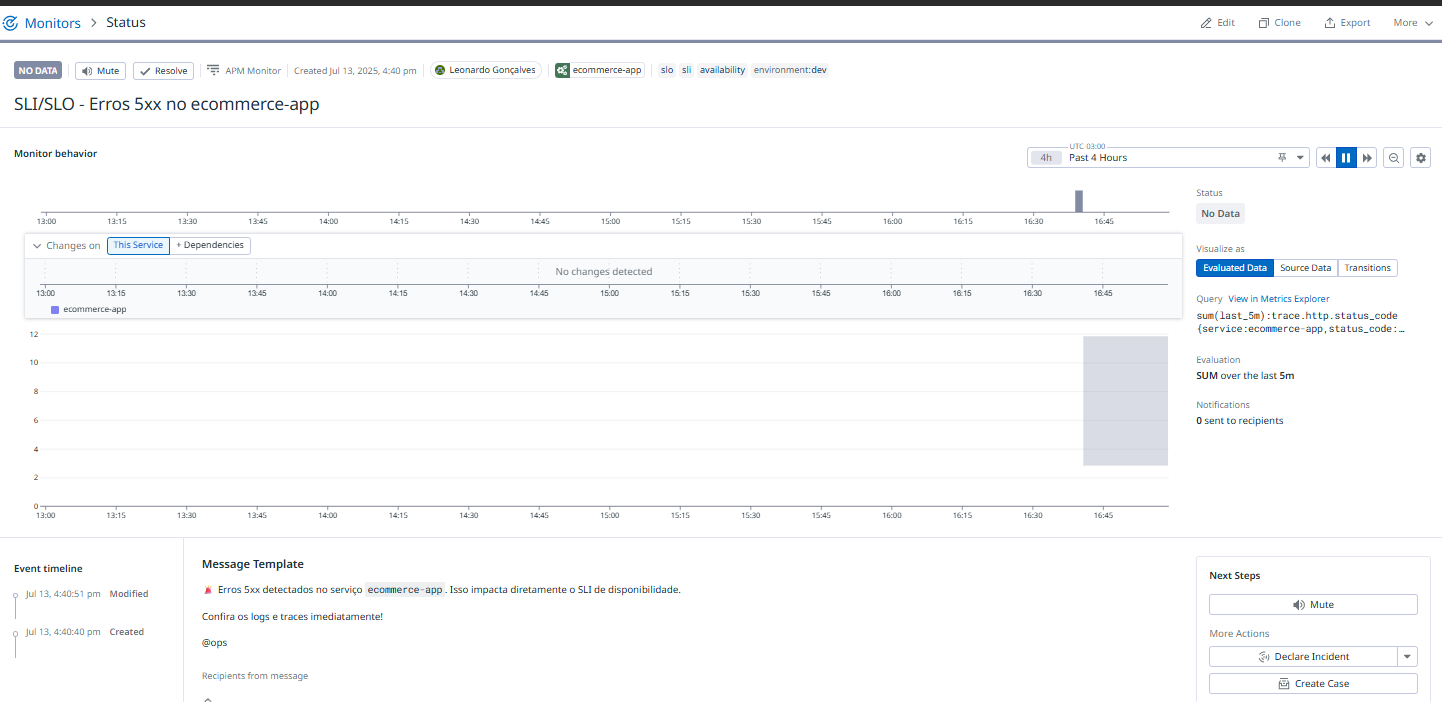 Monitors > Status
Edit Clone Export More
NO DATA Mute Resolve APM Monitor Created Jul 13, 2025, 4:40 pm Leonardo Gonçalves ecommerce-app slo sli availability environment:dev
SLI/SLO - Erros 5xx no ecommerce-app
Monitor behavior
UTC-03:00
4h Past 4 Hours
13:00 13:15 13:30 13:45 14:00 14:15 14:30 14:45 15:00 15:15 15:30 15:45 16:00 16:15 16:30 16:45
Changes on This Service + Dependencies
No changes detected
13:00 13:15 13:30 13:45 14:00 14:15 14:30 14:45 15:00 15:15 15:30 15:45 16:00 16:15 16:30 16:45
ecommerce-app
12
10
8
6
4
2
0
13:00 13:15 13:30 13:45 14:00 14:15 14:30 14:45 15:00 15:15 15:30 15:45 16:00 16:15 16:30 16:45
Status
No Data
Visualize as
Evaluated Data Source Data Transitions
Query View in Metrics Explorer
sum(last_5m):trace.http.status_code
{service:ecommerce-app,status_code:…
Evaluation
SUM over the last 5m
Notifications
0 sent to recipients
Event timeline
Jul 13, 4:40:51 pm Modified
Jul 13, 4:40:40 pm Created
Message Template
🚨 Erros 5xx detectados no serviço ecommerce-app. Isso impacta diretamente o SLI de disponibilidade.
Confira os logs e traces imediatamente!
@ops
Recipients from message
Next Steps
Mute
More Actions
Declare Incident
Create Case